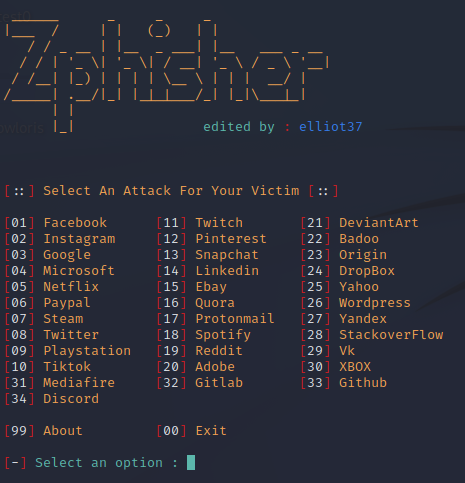 Zphisher
edited by : elliot37
[::] Select An Attack For Your Victim [::]
[01] Facebook [11] Twitch [21] DeviantArt
[02] Instagram [12] Pinterest [22] Badoo
[03] Google [13] Snapchat [23] Origin
[04] Microsoft [14] Linkedin [24] DropBox
[05] Netflix [15] Ebay [25] Yahoo
[06] Paypal [16] Quora [26] Wordpress
[07] Steam [17] Protonmail [27] Yandex
[08] Twitter [18] Spotify [28] StackoverFlow
[09] Playstation [19] Reddit [29] Vk
[10] Tiktok [20] Adobe [30] XBOX
[31] Mediafire [32] Gitlab [33] Github
[34] Discord
[99] About [00] Exit
[-] Select an option :